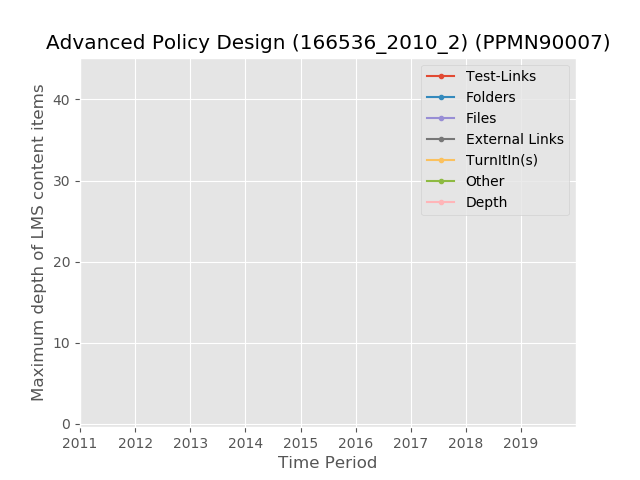 Advanced Policy Design (166536_2010_2) (PPMN90007)
Maximum depth of LMS content items
40
30
20
10
0
Test-Links
Folders
Files
External Links
TurnItIn(s)
Other
Depth
2011 2012 2013 2014 2015 2016 2017 2018 2019
Time Period